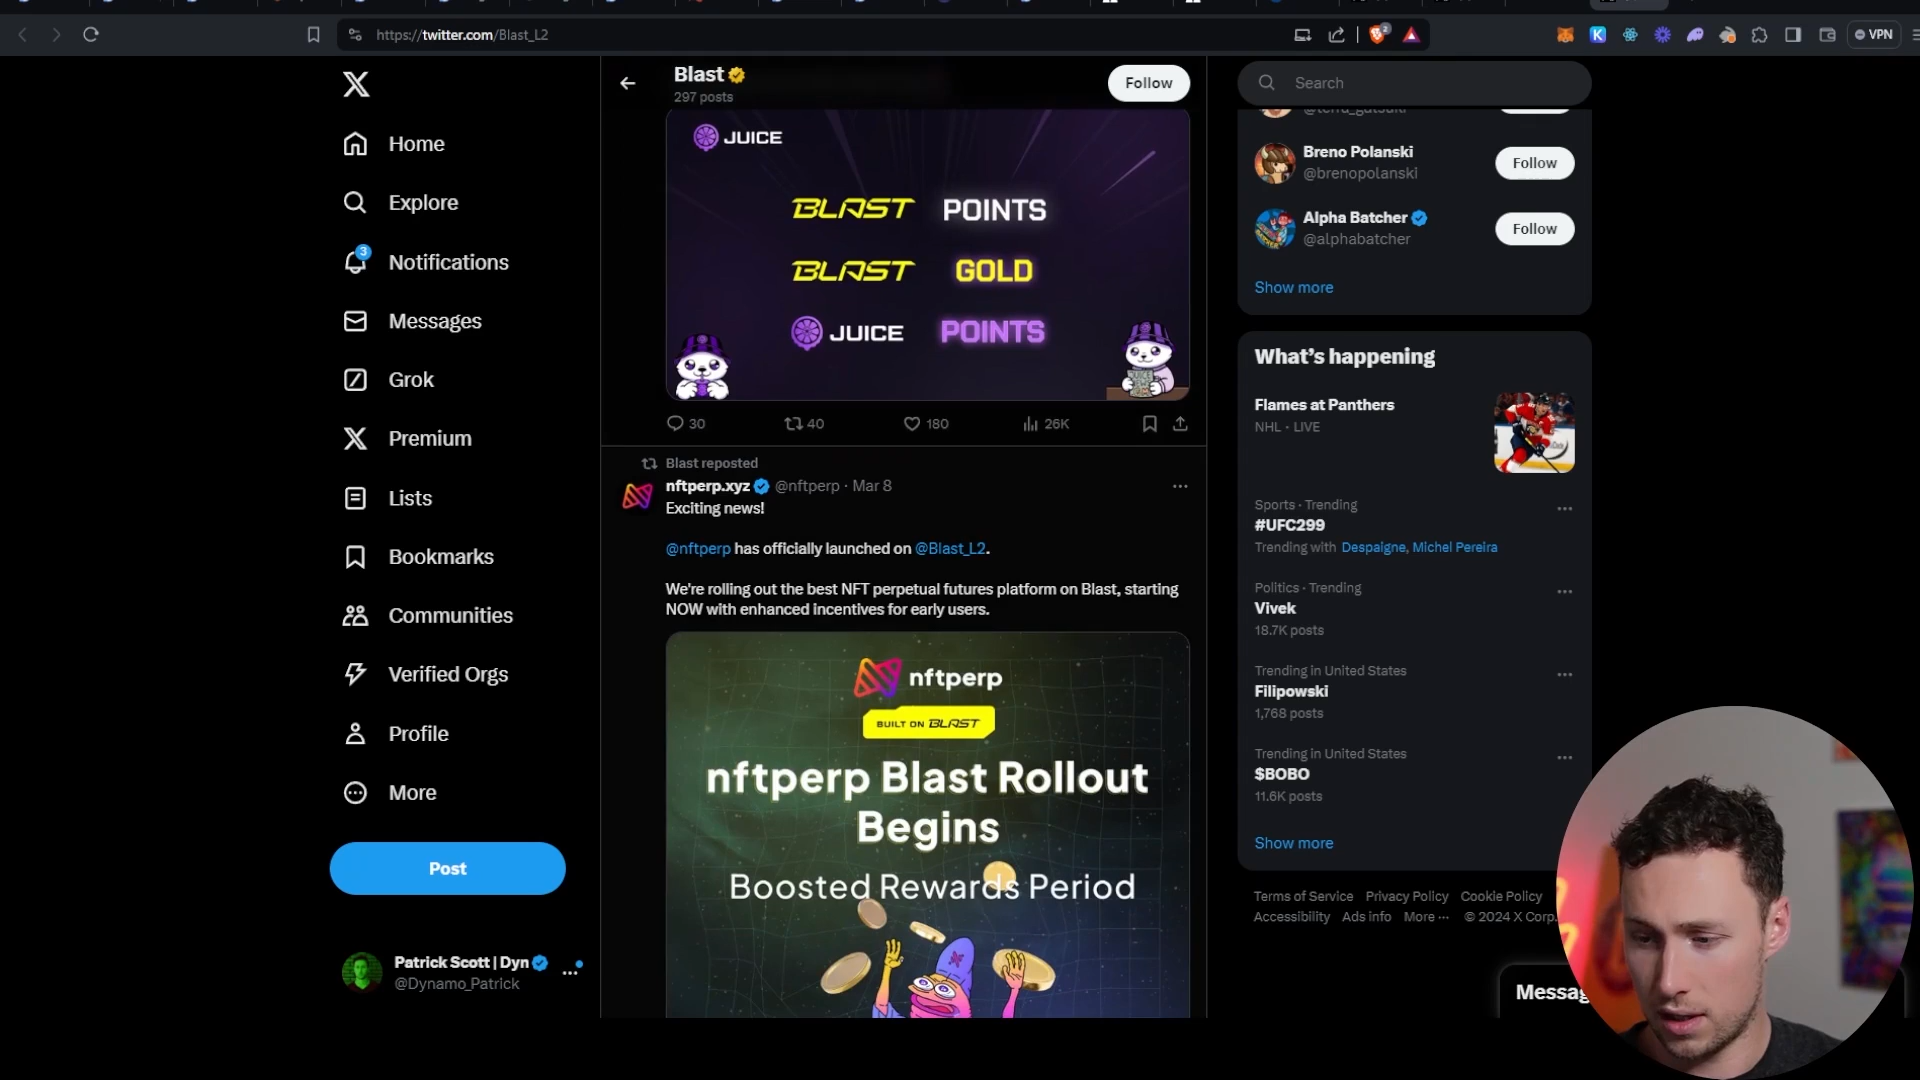 https://twitter.com/Blast_L2
2
VPN
Home
Explore
3
Notifications
Messages
Grok
Premium
Lists
Bookmarks
Communities
Verified Orgs
Profile
More
Post
Patrick Scott | Dyn
@Dynamo_Patrick
Blast
297 posts
Follow
JUICE
BLAST POINTS
BLAST GOLD
JUICE POINTS
30
40
180
26K
Blast reposted
nftperp.xyz @nftperp · Mar 8
Exciting news!
@nftperp has officially launched on @Blast_L2.
We're rolling out the best NFT perpetual futures platform on Blast, starting
NOW with enhanced incentives for early users.
nftperp
BUILT ON BLAST
nftperp Blast Rollout
Begins
Boosted Rewards Period
Search
Breno Polanski
@brenopolanski
Follow
Alpha Batcher
@alphabatcher
Follow
Show more
What's happening
Flames at Panthers
NHL · LIVE
Sports · Trending
#UFC299
Trending with Despaigne, Michel Pereira
Politics · Trending
Vivek
18.7K posts
Trending in United States
Filipowski
1,768 posts
Trending in United States
$BOBO
11.6K posts
Show more
Terms of Service Privacy Policy Cookie Policy
Accessibility Ads info More ··· © 2024 X Corp.
Messag